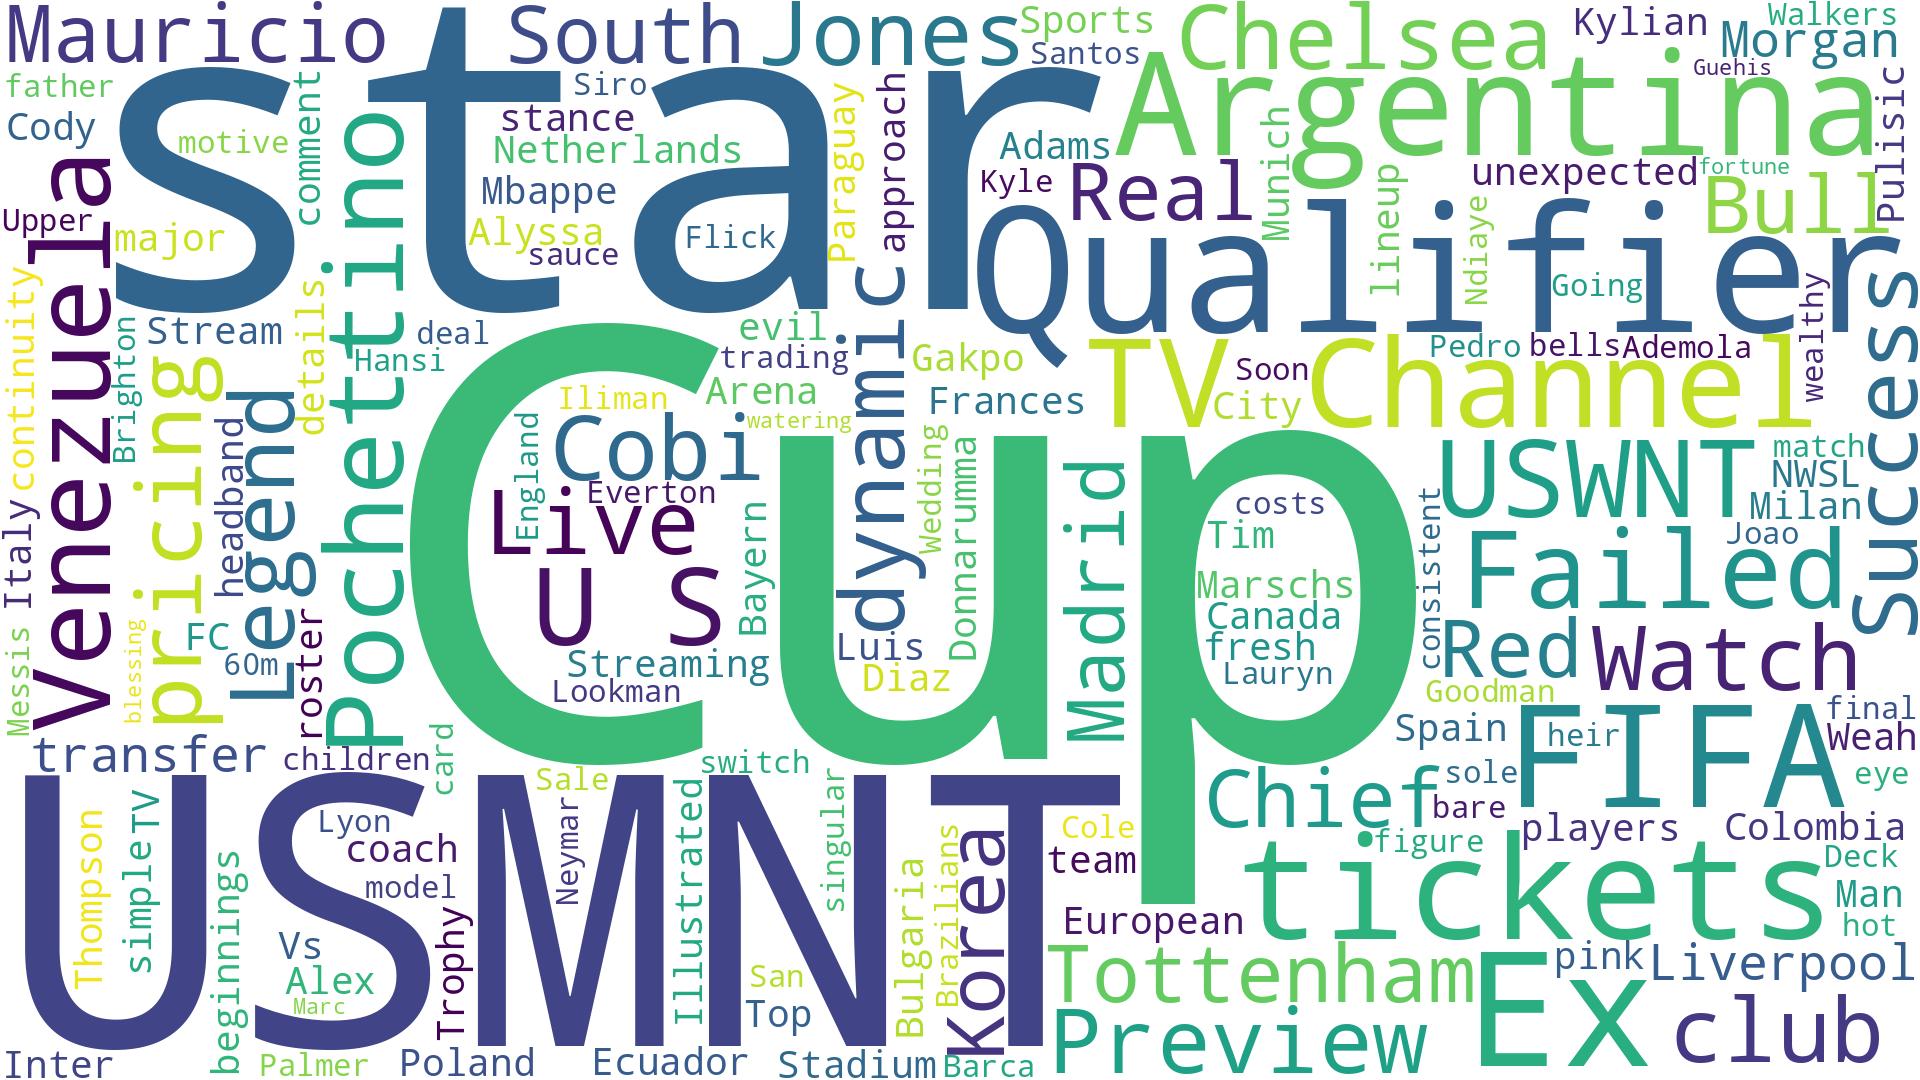 Mauricio
South
Jones
Sports
Santos
Chelsea
Kylian
Walkers
Morgan
Guehis
father
star
Siro
comment
Cody
motive
stance
Netherlands
Mbappe
Alyssa
sauce
Flick
Paraguay
approach
Adams
Kyle
Real
Argentina
Munich
lineup
Ndiaye
unexpected
fortune
Bull
Pulisic
Upper
major
Venezuela
continuity
Qualifier
Going
wealthy
Success
Stream
details
Pochettino
deal
Hansi
evil
trading
Arena
watering
Iliman
dynamic
Gakpo
Frances
TV
Channel
Soon
City
Pedro
bells
Ademola
Brighton
pricing
headband
Legend
Cup
England
Cobi
Everton
Live
U S
Bayern
Streaming
Lookman
Luis
Diaz
Wedding
Donnarumma
Madrid
costs
Tim
Marschs
Canada
fresh
Lauryn
consistent
USWNT
match
NWSL
Milan
Joao
Failed
Red
Watch
Goodman
Italy
Messis
blessing
FC
60m
roster
transfer
children
card
switch
Spain
FIFA
heir
final
Weah
eye
USMNT
Sale
Lyon
coach
model
Neymar
Illustrated
singular
Thompson
simpleTV
beginnings
Vs
Alex
Marc
Trophy
San
Top
Bulgaria
Brazilians
Korea
Cole
team
European
Chief
sole
bare
figure
players
Colombia
tickets
Deck
Man
hot
Tottenham
Preview
Ex
pink
Liverpool
club
Inter
Palmer
Poland
Ecuador
Stadium
Barca